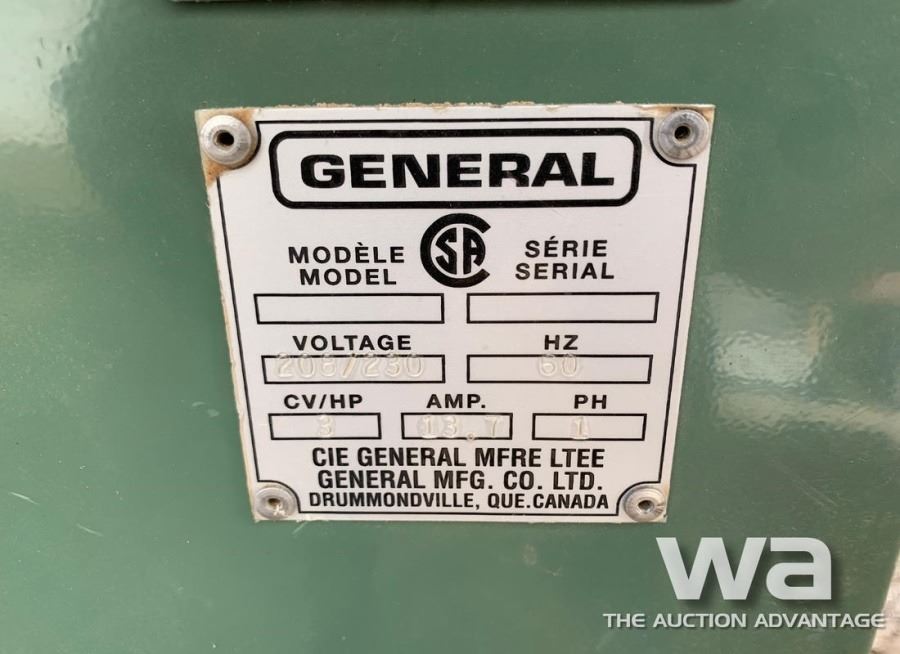 GENERAL
MODÈLE
MODEL
SA
SÉRIE
SERIAL
VOLTAGE
208/230
HZ
60
CV/HP
3
AMP.
13.7
PH
1
CIE GENERAL MFRE LTEE
GENERAL MFG. CO. LTD.
DRUMMONDVILLE, QUE.CANADA
wa
THE AUCTION ADVANTAGE